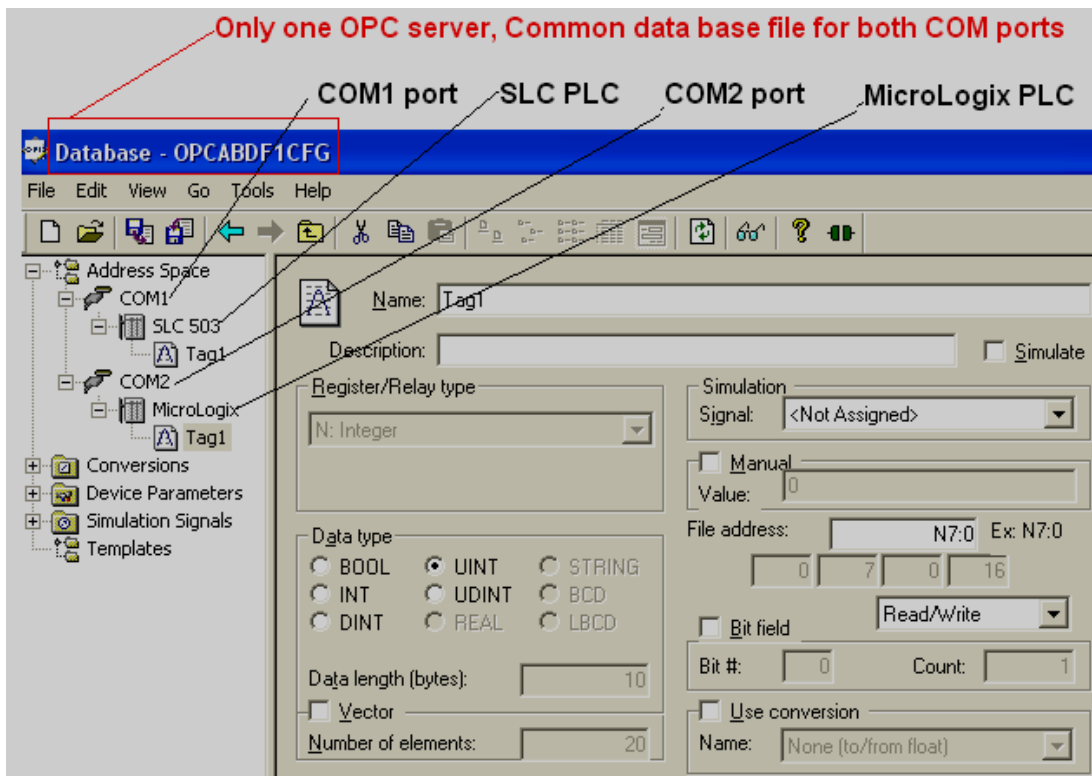 Only one OPC server, Common data base file for both COM ports
COM1 port SLC PLC COM2 port MicroLogix PLC
Database - OPCABDF1CFG
File Edit View Go Tools Help
Address Space
COM1
SLC 503
Tag1
COM2
MicroLogix
Tag1
Conversions
Device Parameters
Simulation Signals
Templates
Name: Tag1
Description: Simulate
Register/Relay type
N: Integer
Simulation
Signal: <Not Assigned>
Manual
Value: 0
Data type
BOOL UINT STRING
INT UDINT BCD
DINT REAL LBCD
Data length (bytes): 10
Vector
Number of elements: 20
File address: N7:0 Ex: N7:0
0 7 0 16
Read/Write
Bit field
Bit #: 0 Count: 1
Use conversion
Name: None (to/from float)